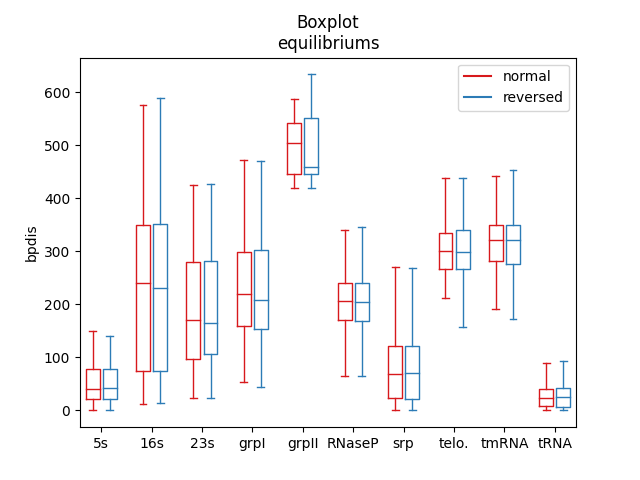 Boxplot
equilibriums
normal
reversed
bpdis
600
500
400
300
200
100
0
5s 16s 23s grpI grpII RNaseP srp telo. tmRNA tRNA